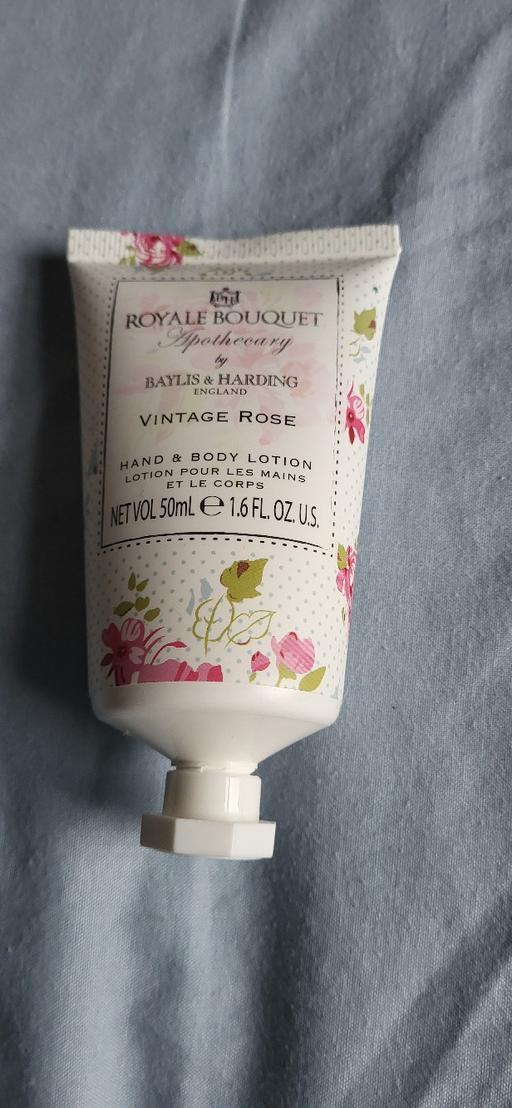 ROYALE BOUQUET
Apothecary
by
BAYLIS & HARDING
ENGLAND
VINTAGE ROSE
HAND & BODY LOTION
LOTION POUR LES MAINS
ET LE CORPS
NET VOL 50mL ℮ 1.6 FL. OZ. U.S.